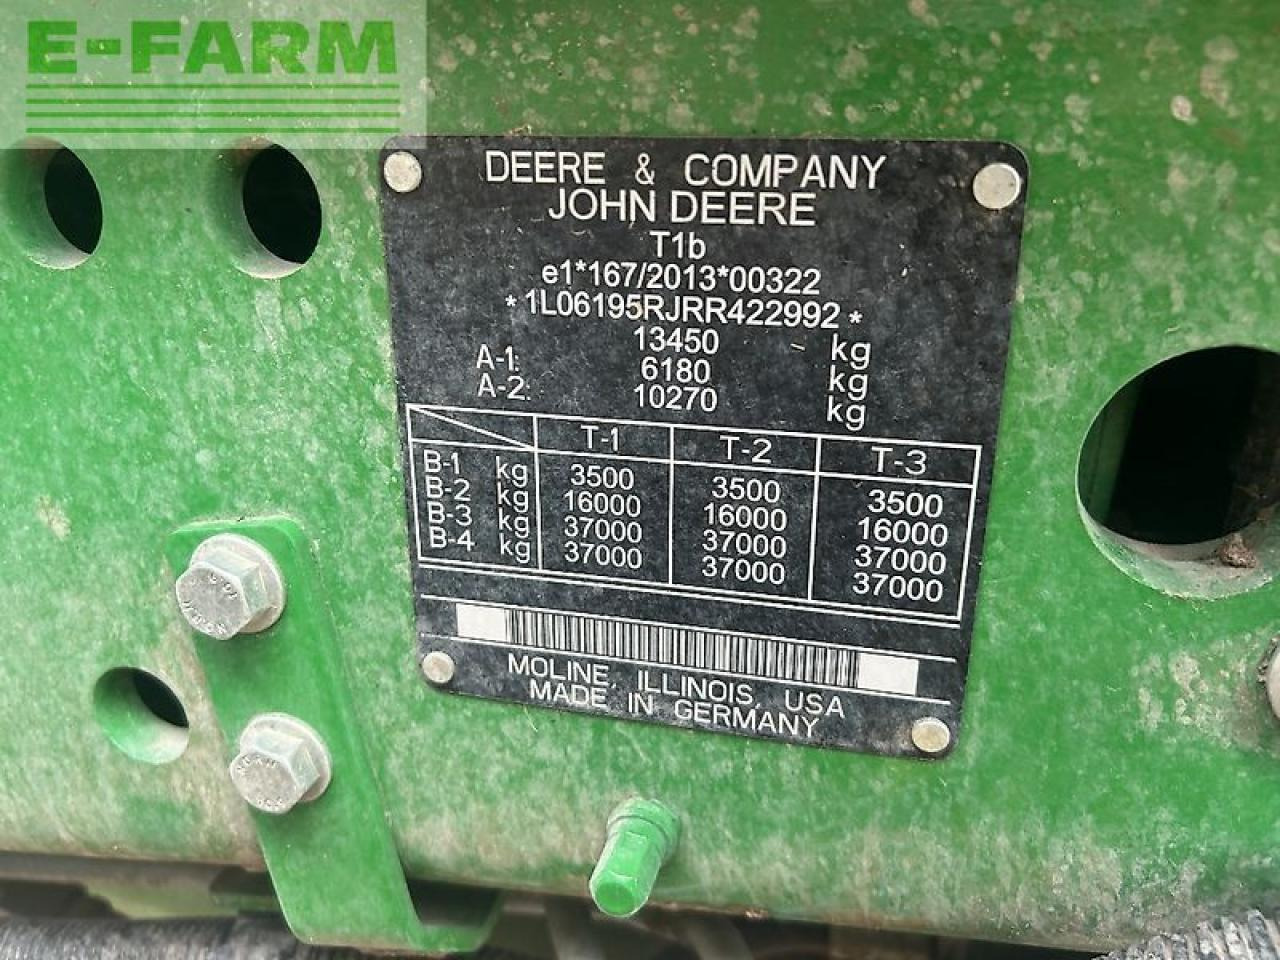 E-FARM
DEERE & COMPANY
JOHN DEERE
T1b
e1*167/2013*00322
*1L06195RJRR422992*
13450 kg
A-1: 6180 kg
A-2: 10270 kg
T-1 T-2 T-3
B-1 kg 3500 3500 3500
B-2 kg 16000 16000 16000
B-3 kg 37000 37000 37000
B-4 kg 37000 37000 37000
MOLINE, ILLINOIS, USA
MADE IN GERMANY